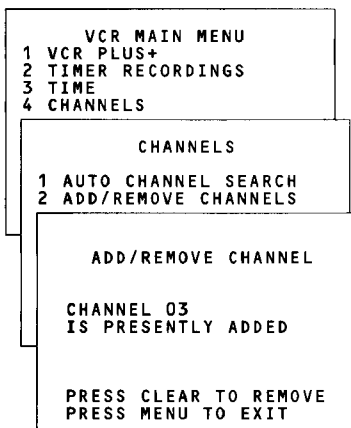 VCR MAIN MENU
1 VCR PLUS+
2 TIMER RECORDINGS
3 TIME
4 CHANNELS
CHANNELS
1 AUTO CHANNEL SEARCH
2 ADD/REMOVE CHANNELS
ADD/REMOVE CHANNEL
CHANNEL 03
IS PRESENTLY ADDED
PRESS CLEAR TO REMOVE
PRESS MENU TO EXIT